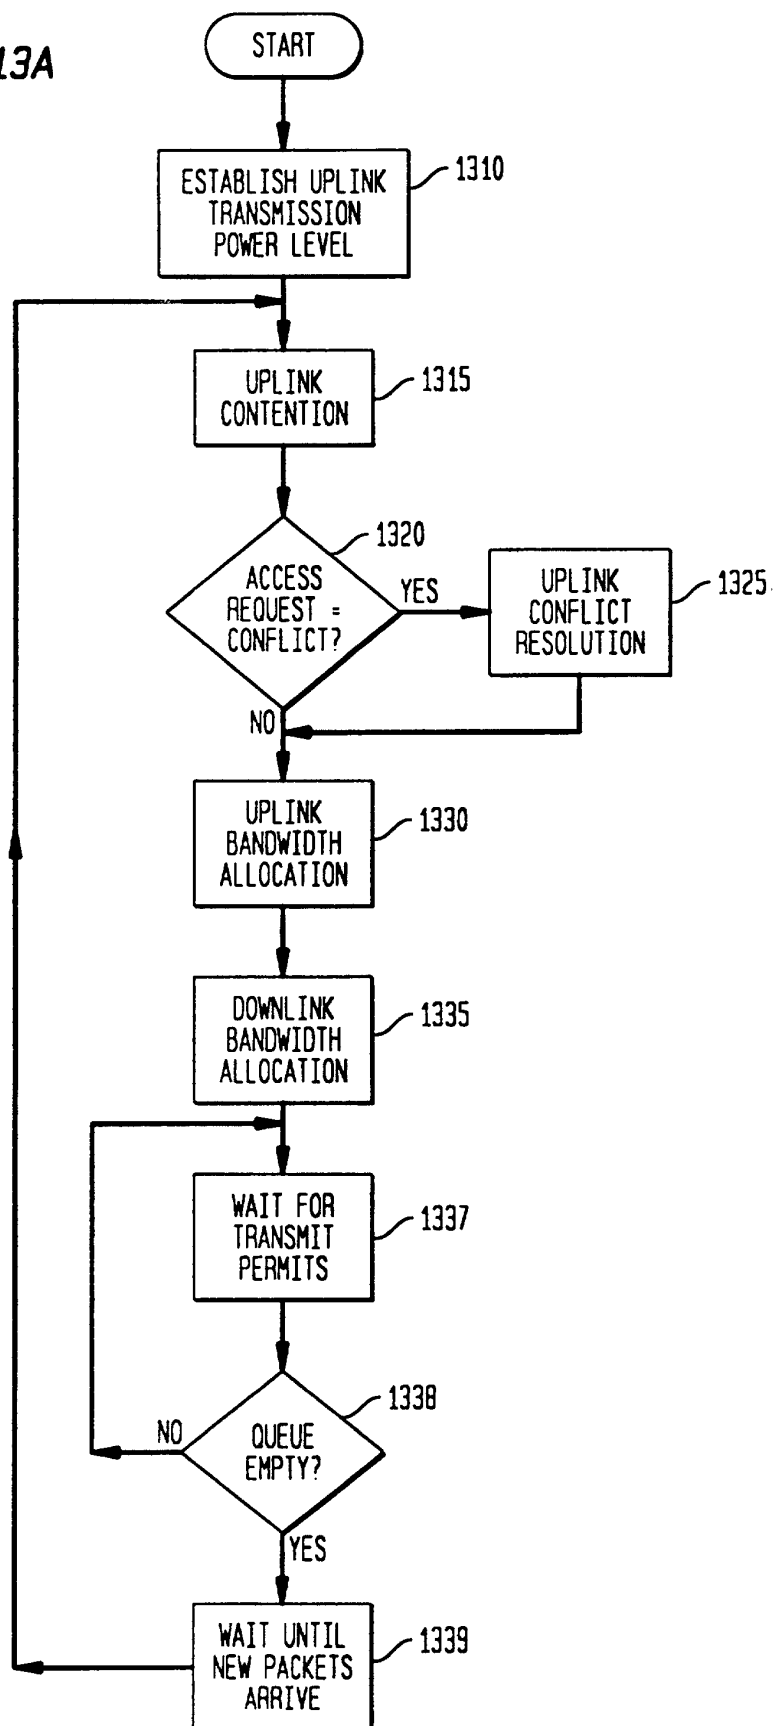 13A
START
ESTABLISH UPLINK
TRANSMISSION
POWER LEVEL
1310
UPLINK
CONTENTION
1315
ACCESS
REQUEST =
CONFLICT?
1320
YES
UPLINK
CONFLICT
RESOLUTION
1325
NO
UPLINK
BANDWIDTH
ALLOCATION
1330
DOWNLINK
BANDWIDTH
ALLOCATION
1335
WAIT FOR
TRANSMIT
PERMITS
1337
QUEUE
EMPTY?
1338
NO
YES
WAIT UNTIL
NEW PACKETS
ARRIVE
1339